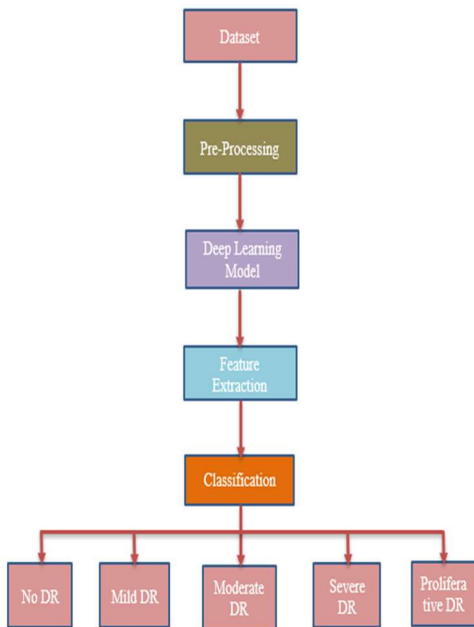 Dataset
Pre-Processing
Deep Learning
Model
Feature
Extraction
Classification
No DR
Mild DR
Moderate
DR
Severe
DR
Prolifera
tive DR